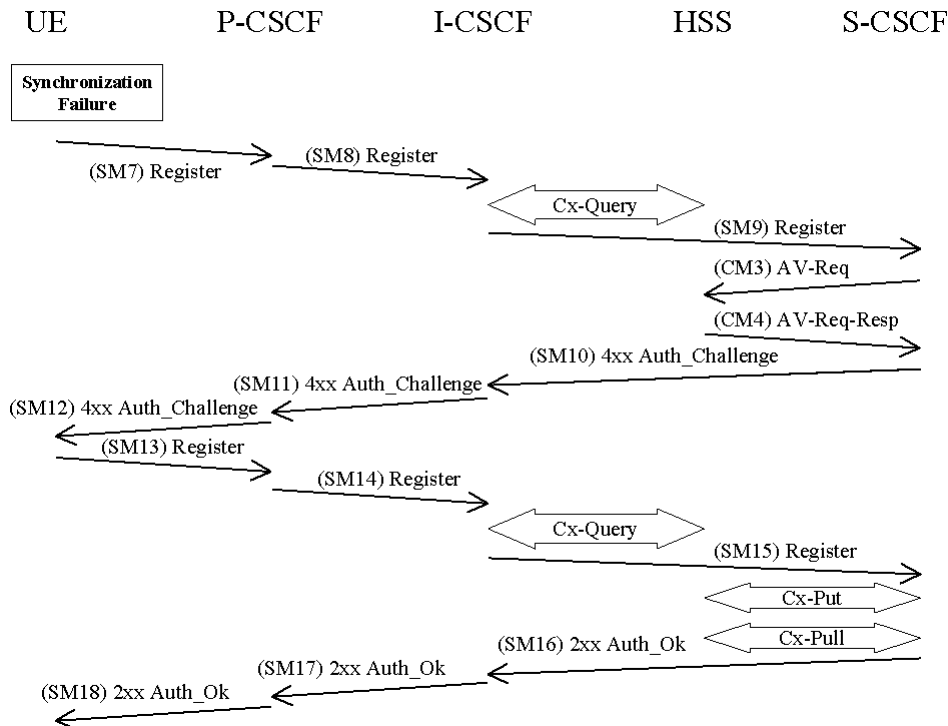 UE P-CSCF I-CSCF HSS S-CSCF
Synchronization
Failure
(SM7) Register
(SM8) Register
Cx-Query
(SM9) Register
(CM3) AV-Req
(CM4) AV-Req-Resp
(SM10) 4xx Auth_Challenge
(SM11) 4xx Auth_Challenge
(SM12) 4xx Auth_Challenge
(SM13) Register
(SM14) Register
Cx-Query
(SM15) Register
Cx-Put
Cx-Pull
(SM16) 2xx Auth_Ok
(SM17) 2xx Auth_Ok
(SM18) 2xx Auth_Ok